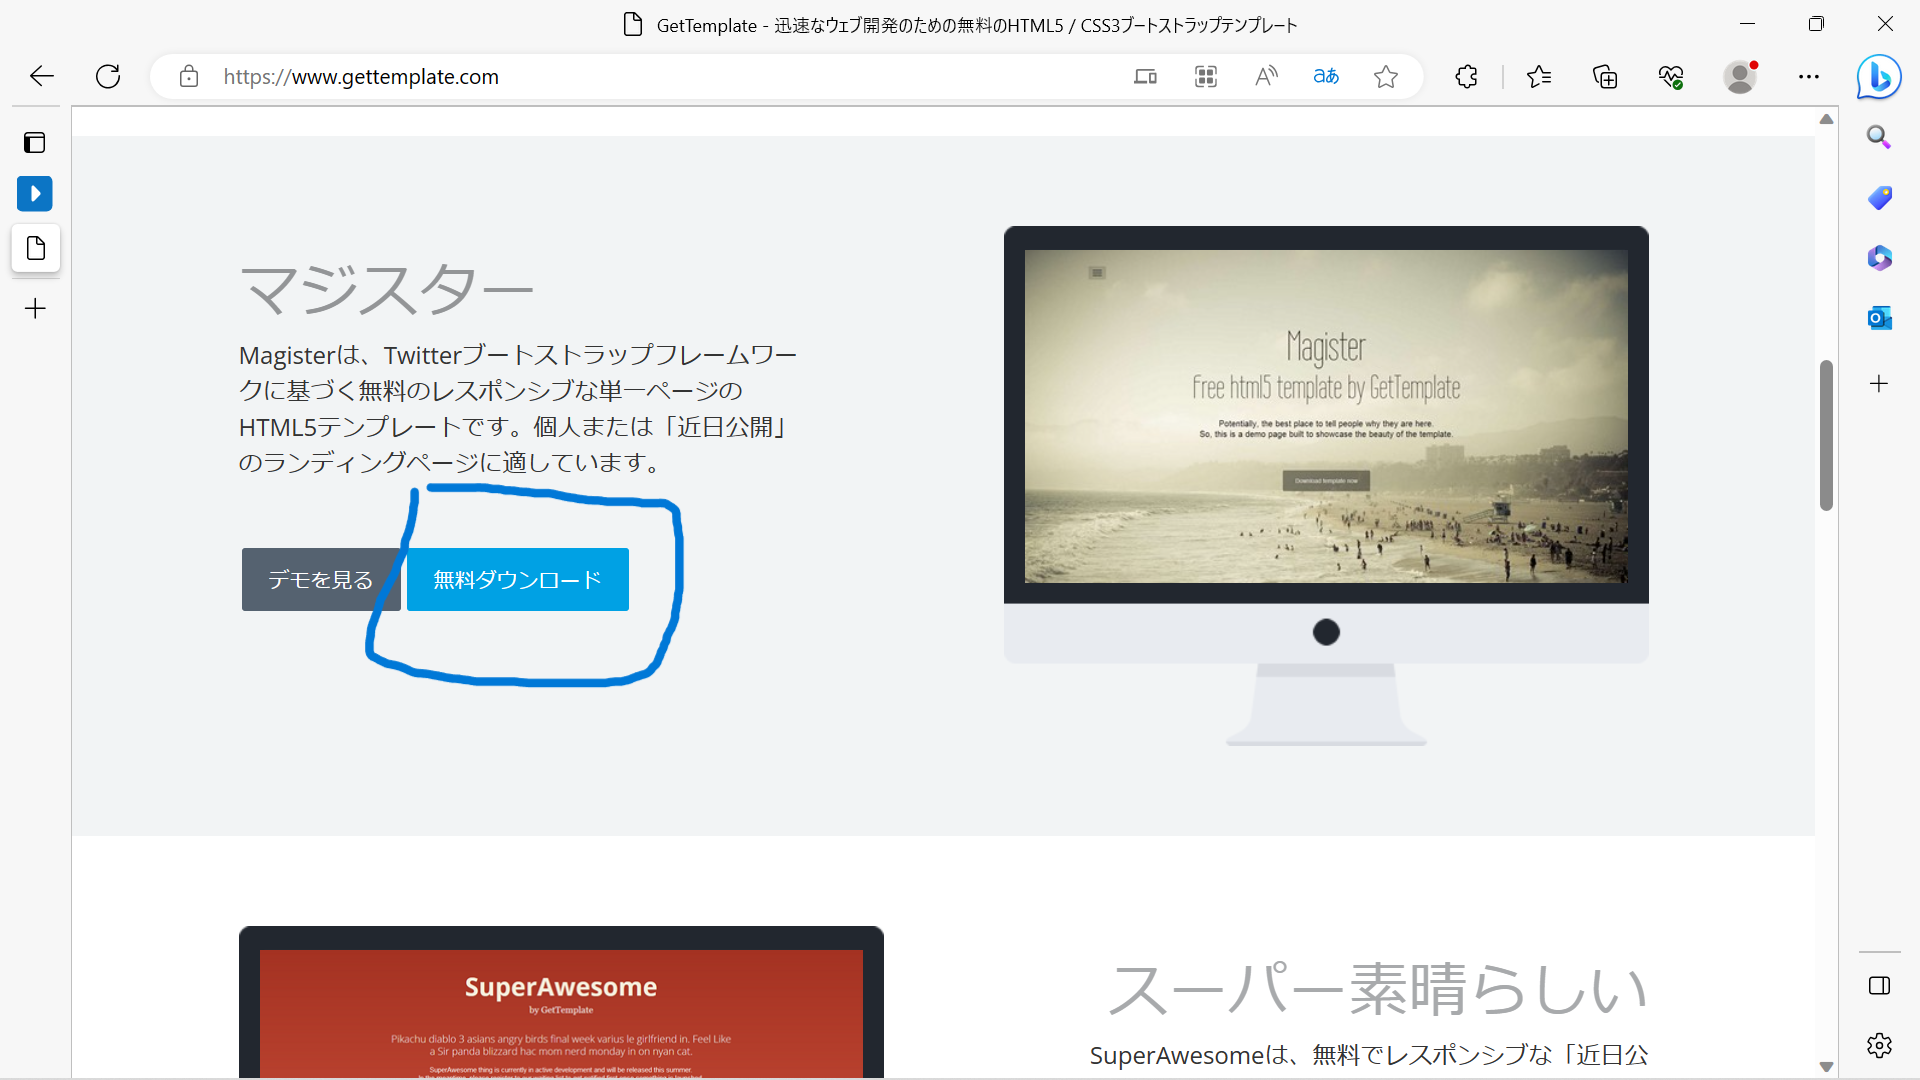 GetTemplate - 迅速なウェブ開発のための無料のHTML5 / CSS3ブートストラップテンプレート
https://www.gettemplate.com
aあ
マジスター
Magisterは、Twitterブートストラップフレームワー
クに基づく無料のレスポンシブな単一ページの
HTML5テンプレートです。個人または「近日公開」
のランディングページに適しています。
デモを見る
無料ダウンロード
Magister
Free html5 template by GetTemplate
Potentially, the best place to tell people why they are here.
So, this is a demo page built to showcase the beauty of the template.
Download template now
SuperAwesome
by GetTemplate
Pikachu diablo 3 asians angry birds final week varius le girlfriend in. Feel Like
a Sir panda blizzard hac mom nerd monday in on nyan cat.
SuperAwesome thing is currently in active development and will be released this summer.
スーパー素晴らしい
SuperAwesomeは、無料でレスポンシブな「近日公